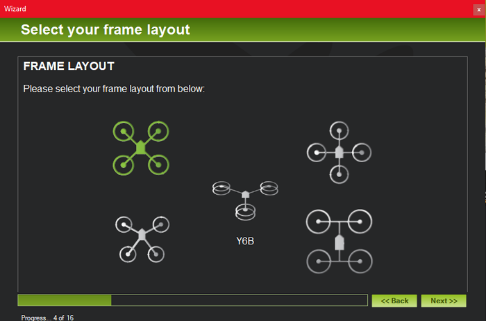 Wizard
x
Select your frame layout
FRAME LAYOUT
Please select your frame layout from below:
Y6B
<< Back
Next >>
Progress... 4 of 16